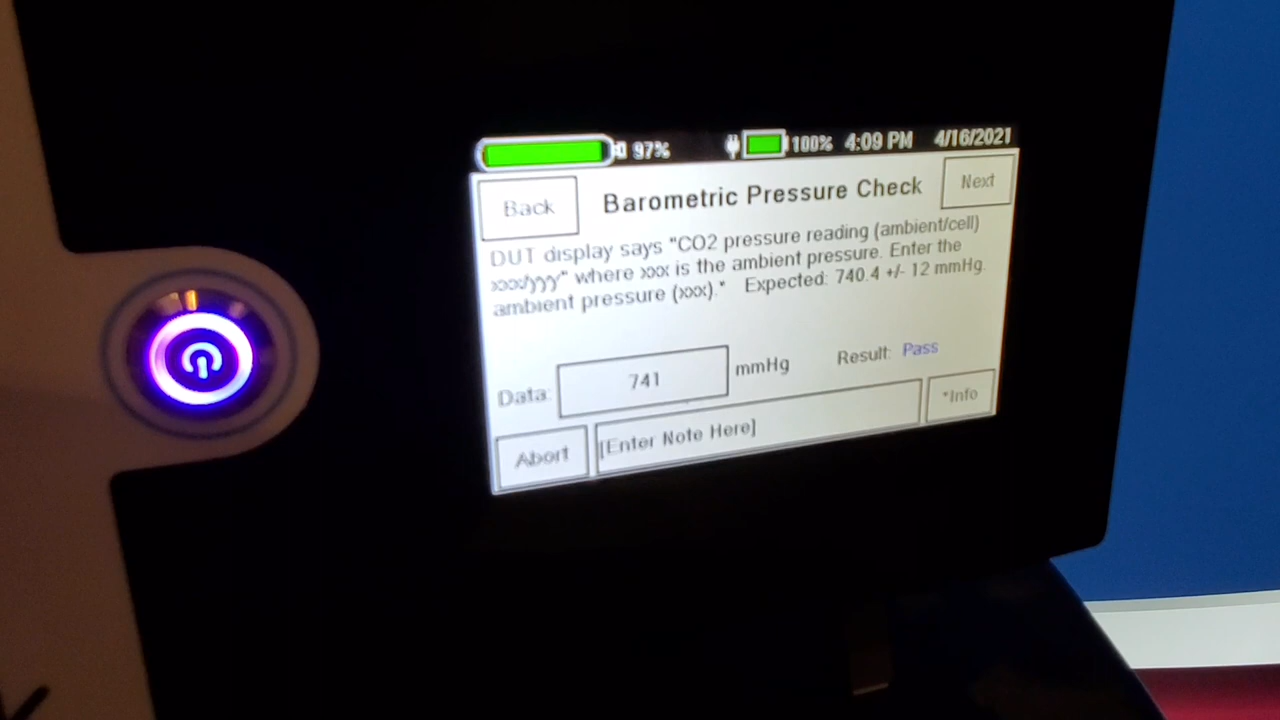 97% 100% 4:09 PM 4/16/2021
Back Barometric Pressure Check Next
DUT display says "CO2 pressure reading (ambient/cell)
xxx/yyy" where xxx is the ambient pressure. Enter the
ambient pressure (xxx)." Expected: 740.4 +/- 12 mmHg.
Data: 741 mmHg Result: Pass
Abort [Enter Note Here] *Info